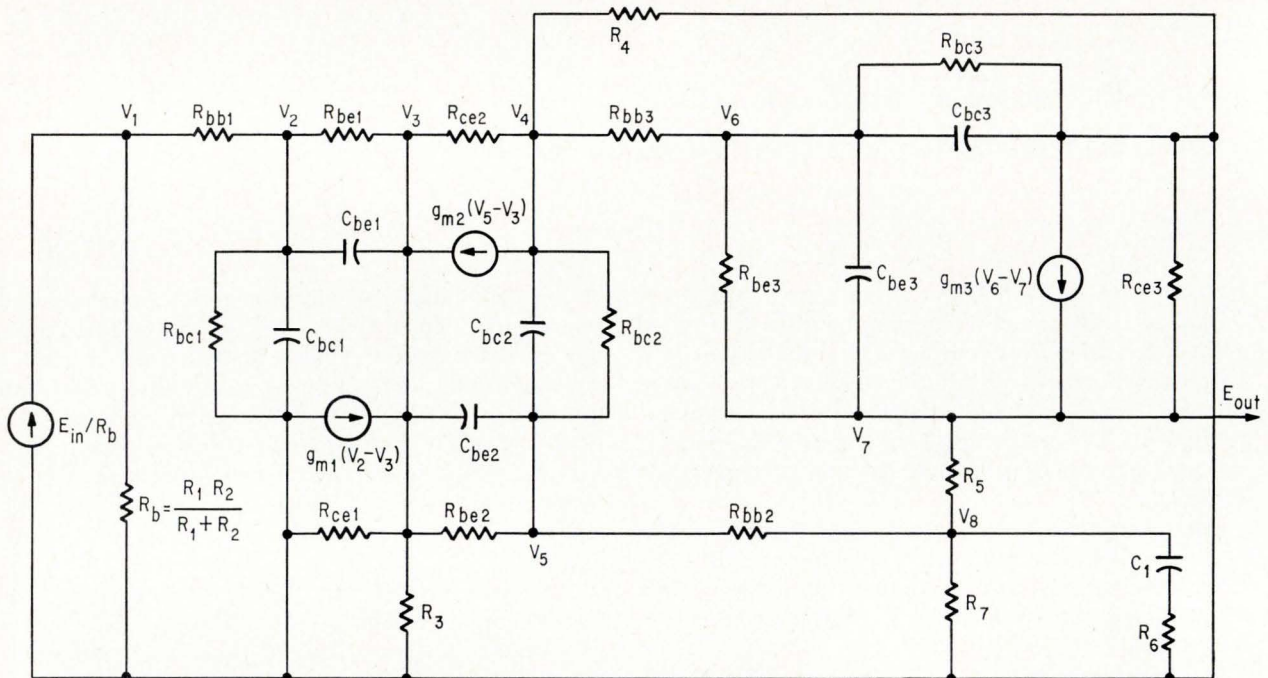 R4
Rbc3
V1
Rbb1
V2
Rbe1
V3
Rce2
V4
Rbb3
V6
Cbc3
Cbe1
gm2(V5−V3)
Rbc1
Cbc1
Cbc2
Rbc2
Rbe3
Cbe3
gm3(V6−V7)
Rce3
Ein/Rb
gm1(V2−V3)
Cbe2
V7
Eout
Rb = R1 R2 / R1 + R2
Rce1
Rbe2
V5
Rbb2
R5
V8
C1
R3
R7
R6